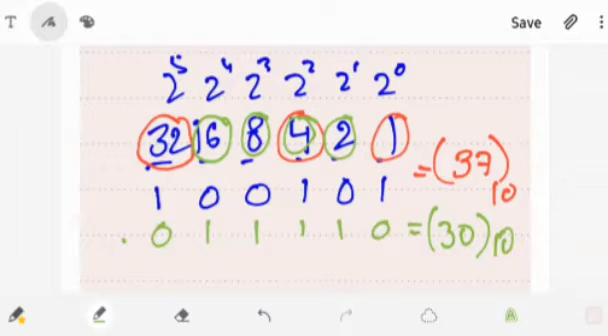 T Save
2⁵ 2⁴ 2³ 2² 2¹ 2⁰
32 16 8 4 2 1
1 0 0 1 0 1 =(37)₁₀
0 1 1 1 1 0 =(30)₁₀
A